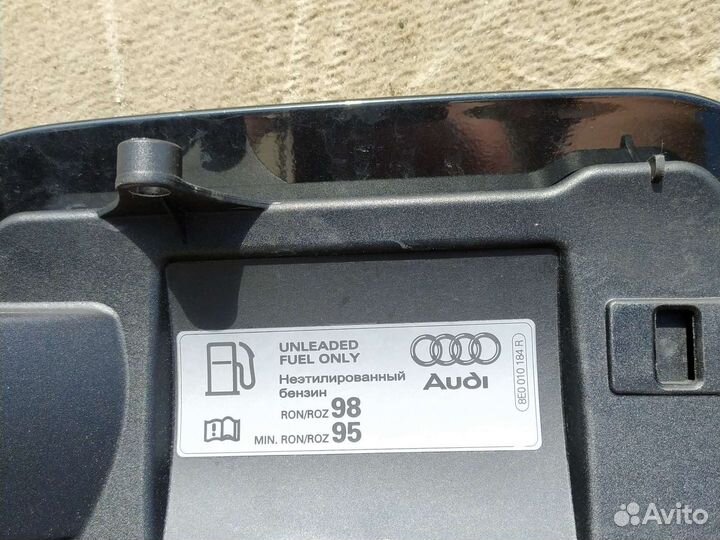 UNLEADED
FUEL ONLY
Неэтилированный
бензин
RON/ROZ 98
MIN. RON/ROZ 95
Audi
8E0 010 184 R
Avito